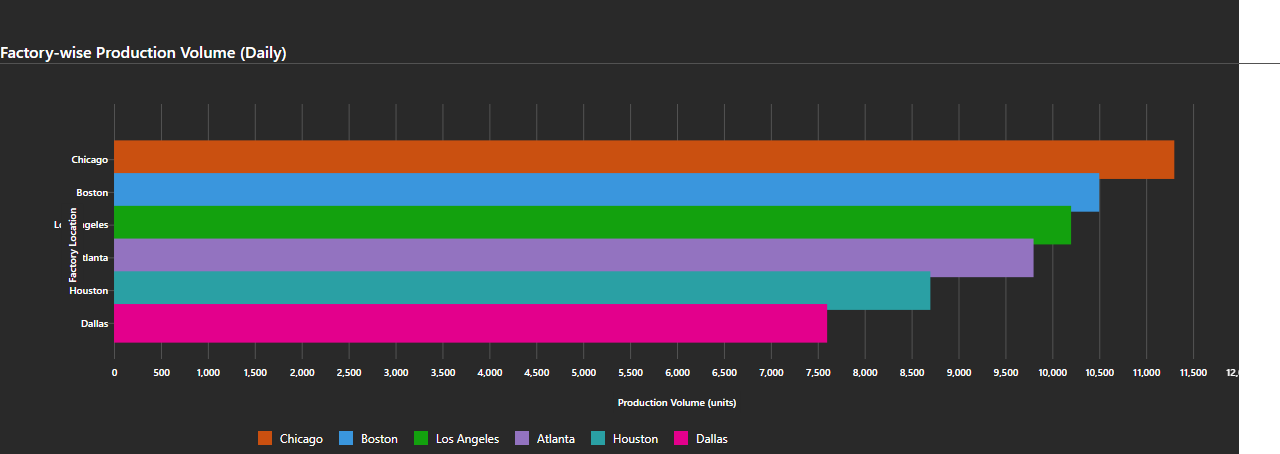 Factory-wise Production Volume (Daily)
Chicago
Boston
Factory Location
Houston
Dallas
0 500 1,000 1,500 2,000 2,500 3,000 3,500 4,000 4,500 5,000 5,500 6,000 6,500 7,000 7,500 8,000 8,500 9,000 9,500 10,000 10,500 11,000 11,500
Production Volume (units)
Chicago Boston Los Angeles Atlanta Houston Dallas